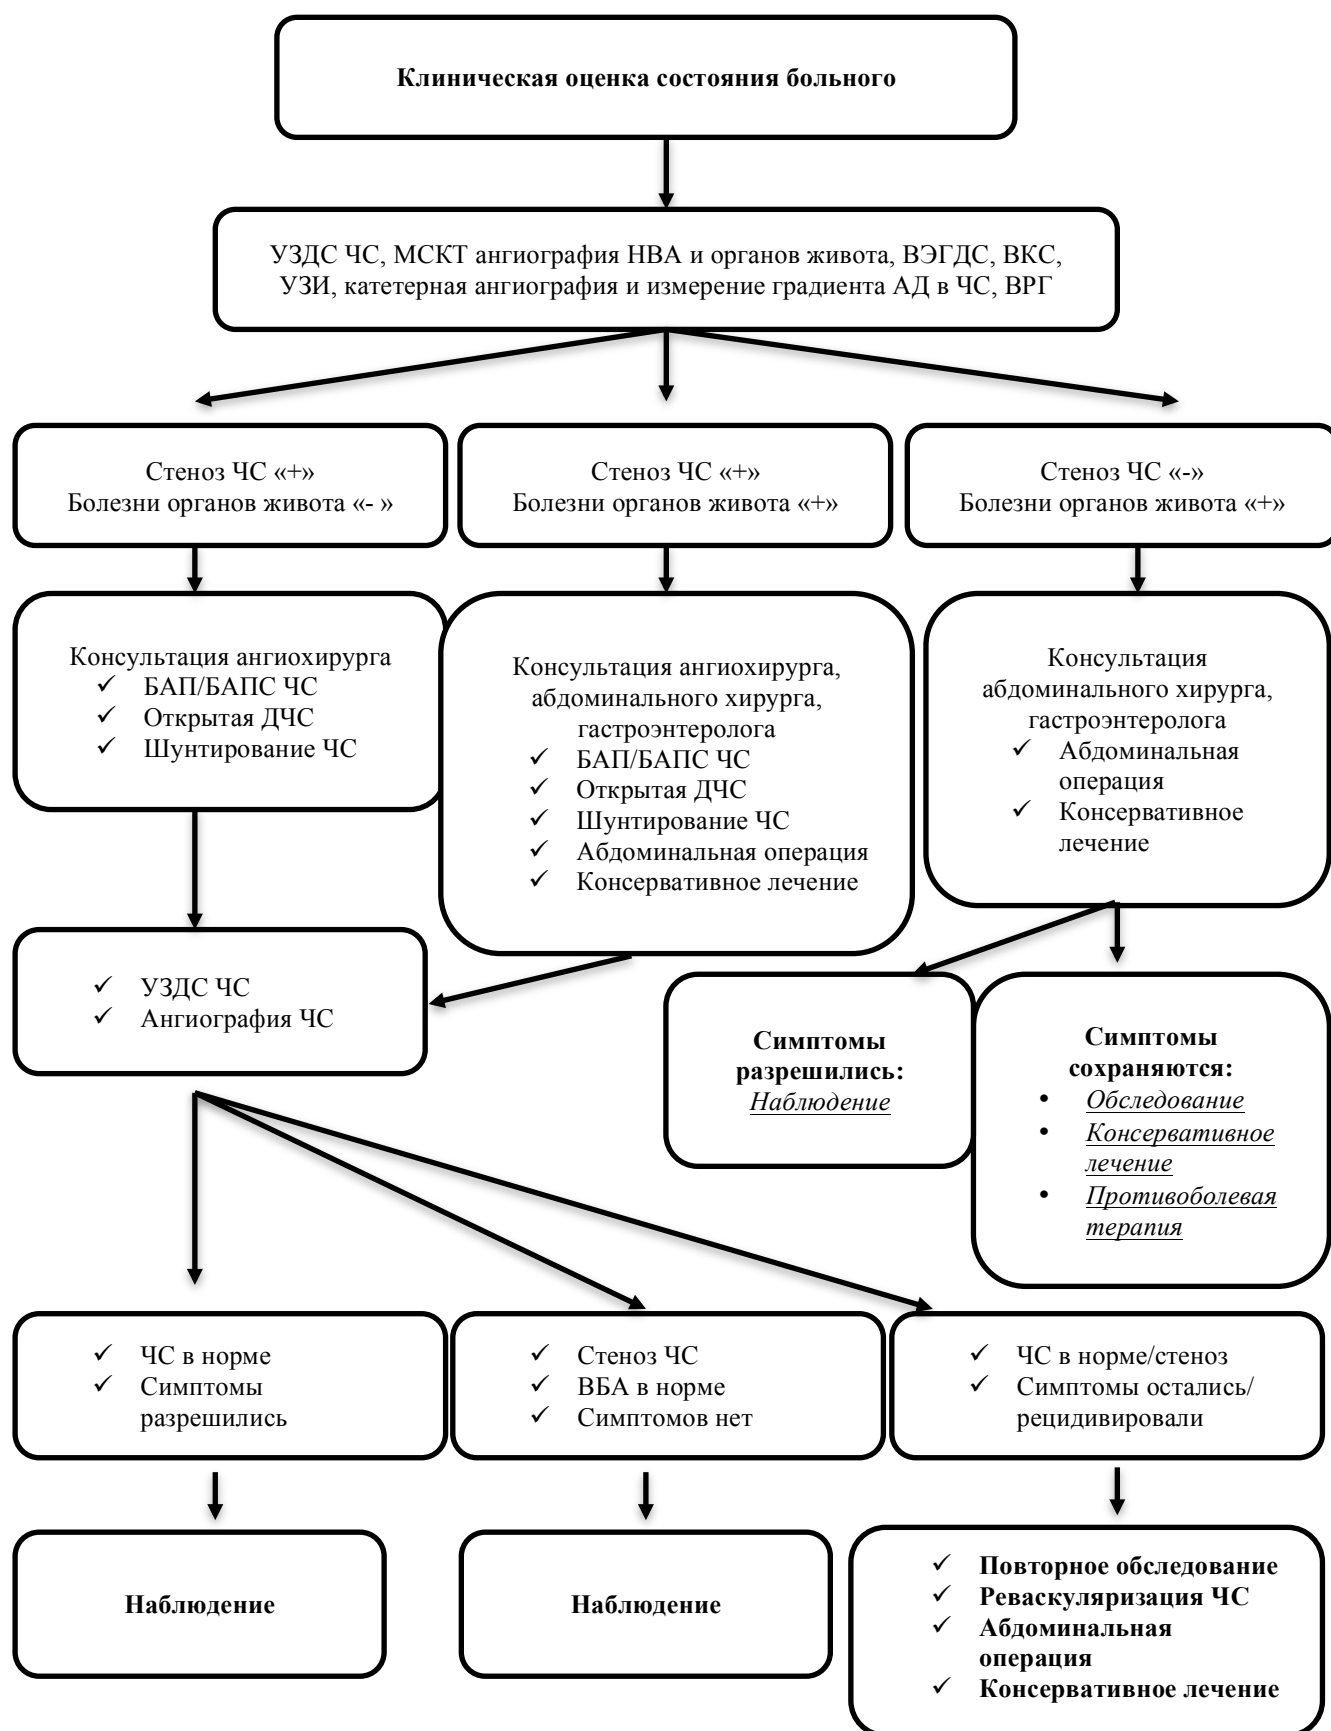 Клиническая оценка состояния больного
УЗДС ЧС, МСКТ ангиография НВА и органов живота, ВЭГДС, ВКС,
УЗИ, катетерная ангиография и измерение градиента АД в ЧС, ВРГ
Стеноз ЧС «+»
Болезни органов живота «- »
Стеноз ЧС «+»
Болезни органов живота «+»
Стеноз ЧС «-»
Болезни органов живота «+»
Консультация ангиохирурга
✓ БАП/БАПС ЧС
✓ Открытая ДЧС
✓ Шунтирование ЧС
Консультация ангиохирурга,
абдоминального хирурга,
гастроэнтеролога
✓ БАП/БАПС ЧС
✓ Открытая ДЧС
✓ Шунтирование ЧС
✓ Абдоминальная операция
✓ Консервативное лечение
Консультация
абдоминального хирурга,
гастроэнтеролога
✓ Абдоминальная
операция
✓ Консервативное
лечение
✓ УЗДС ЧС
✓ Ангиография ЧС
Симптомы
разрешились:
Наблюдение
Симптомы
сохраняются:
• Обследование
• Консервативное
лечение
• Противоболевая
терапия
✓ ЧС в норме
✓ Симптомы
разрешились
✓ Стеноз ЧС
✓ ВБА в норме
✓ Симптомов нет
✓ ЧС в норме/стеноз
✓ Симптомы остались/
рецидивировали
Наблюдение
Наблюдение
✓ Повторное обследование
✓ Реваскуляризация ЧС
✓ Абдоминальная
операция
✓ Консервативное лечение